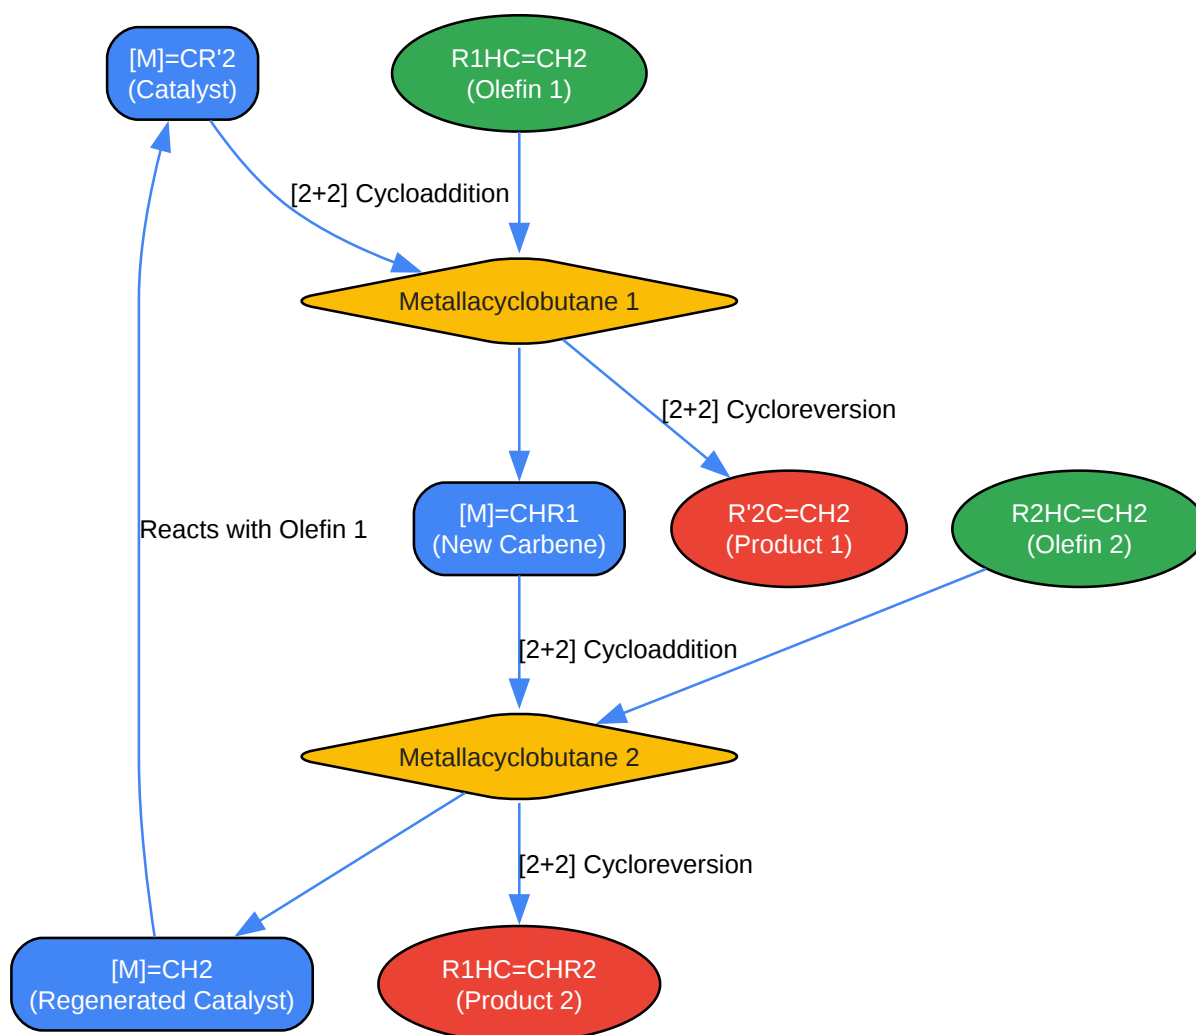 [M]=CR'2
(Catalyst)
R1HC=CH2
(Olefin 1)
[2+2] Cycloaddition
Metallacyclobutane 1
[2+2] Cycloreversion
[M]=CHR1
(New Carbene)
R'2C=CH2
(Product 1)
R2HC=CH2
(Olefin 2)
Reacts with Olefin 1
[2+2] Cycloaddition
Metallacyclobutane 2
[2+2] Cycloreversion
[M]=CH2
(Regenerated Catalyst)
R1HC=CHR2
(Product 2)